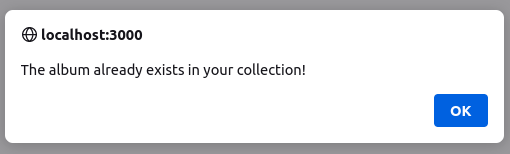 localhost:3000
The album already exists in your collection!
OK